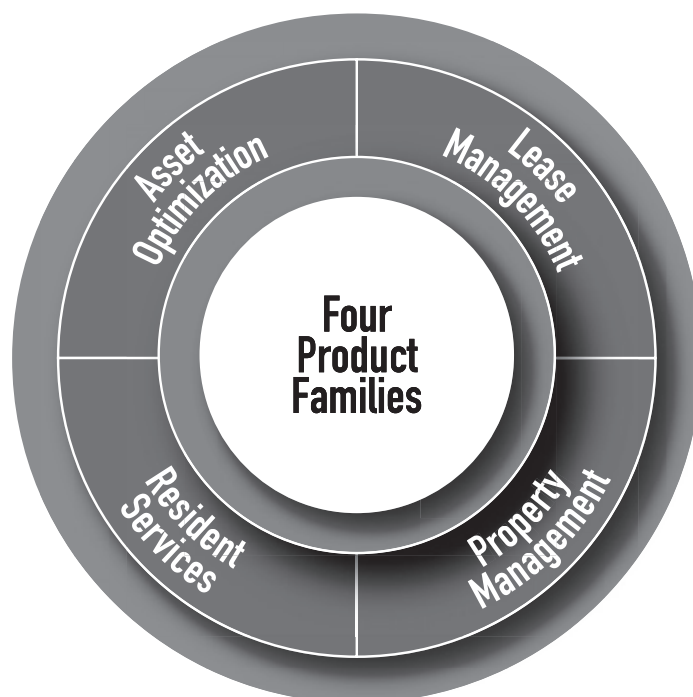 Asset
Optimization
Lease
Management
Four
Product
Families
Resident
Services
Property
Management